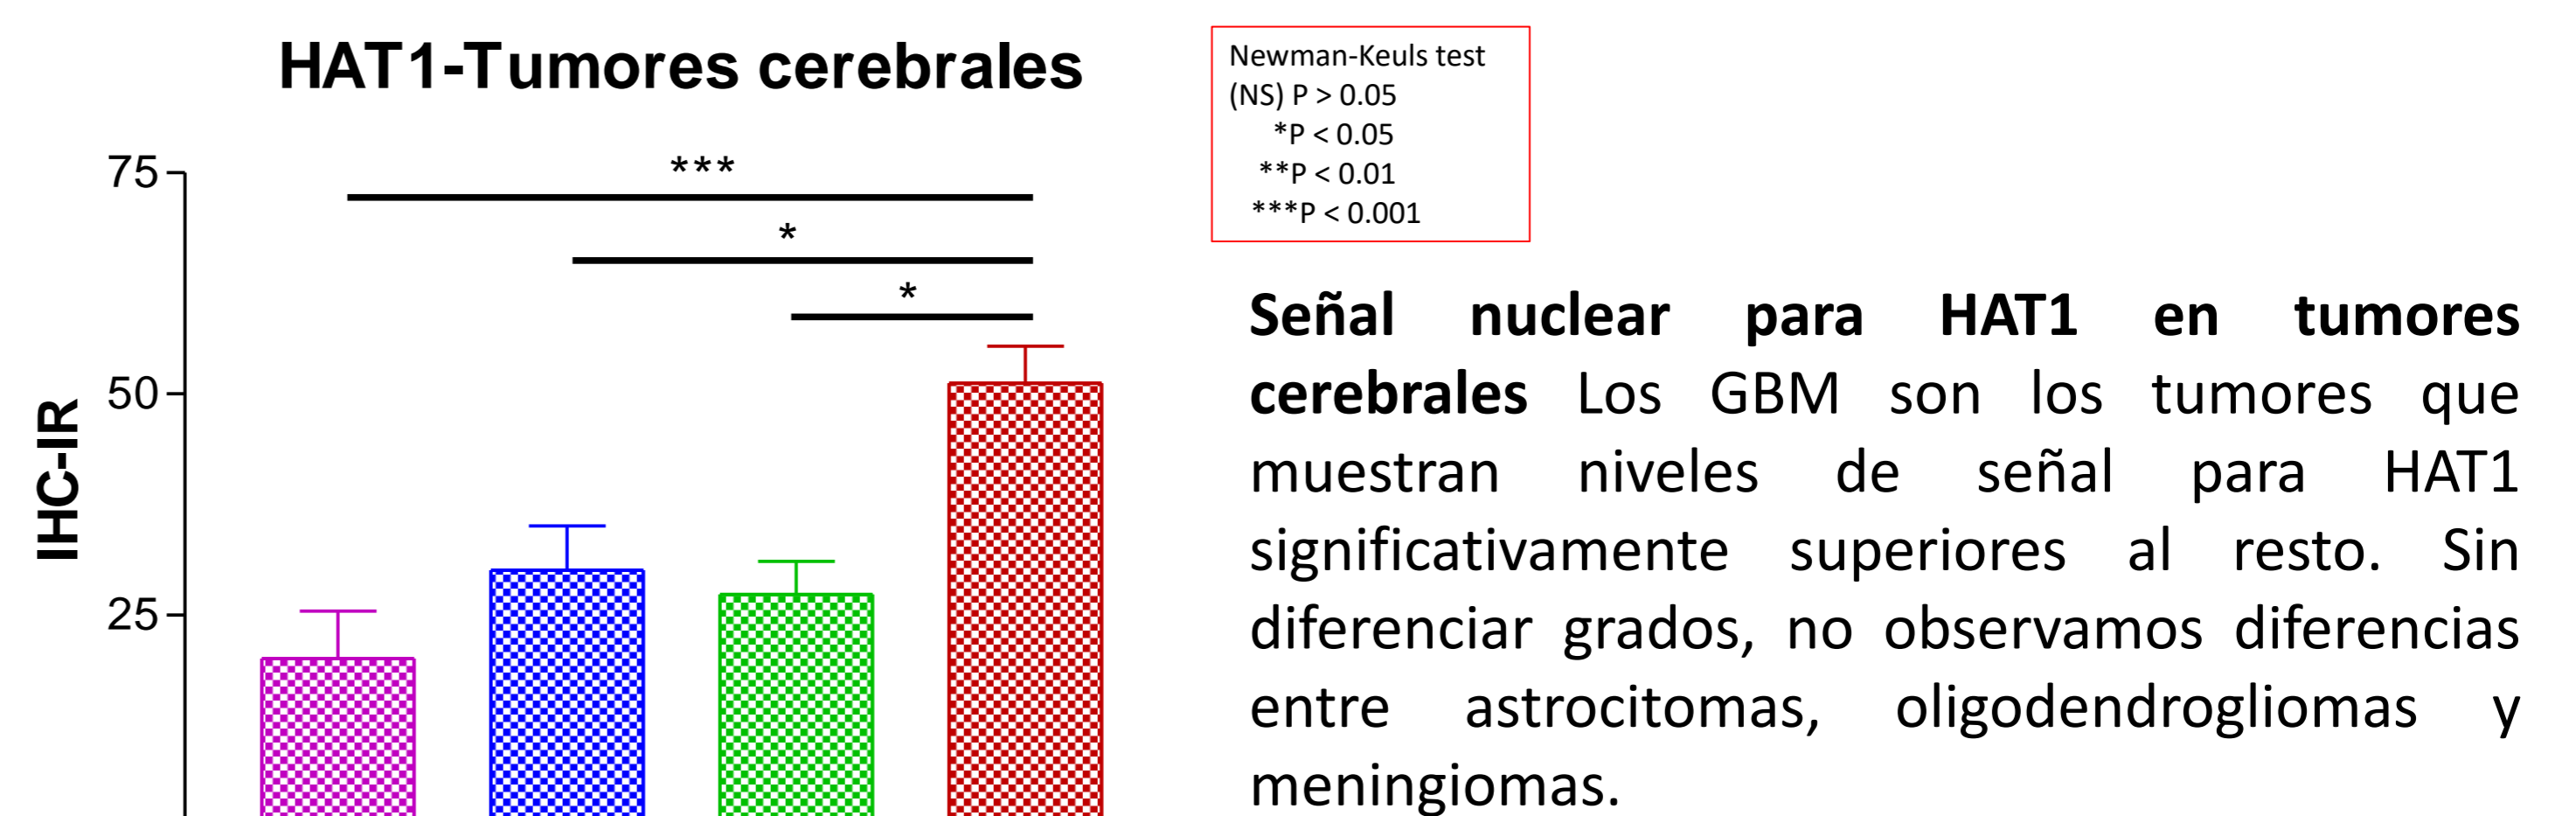 HAT1-Tumores cerebrales
Newman-Keuls test
(NS) P > 0.05
*P < 0.05
**P < 0.01
***P < 0.001
75
***
*
*
50
25
IHC-IR
Señal nuclear para HAT1 en tumores
cerebrales Los GBM son los tumores que
muestran niveles de señal para HAT1
significativamente superiores al resto. Sin
diferenciar grados, no observamos diferencias
entre astrocitomas, oligodendrogliomas y
meningiomas.